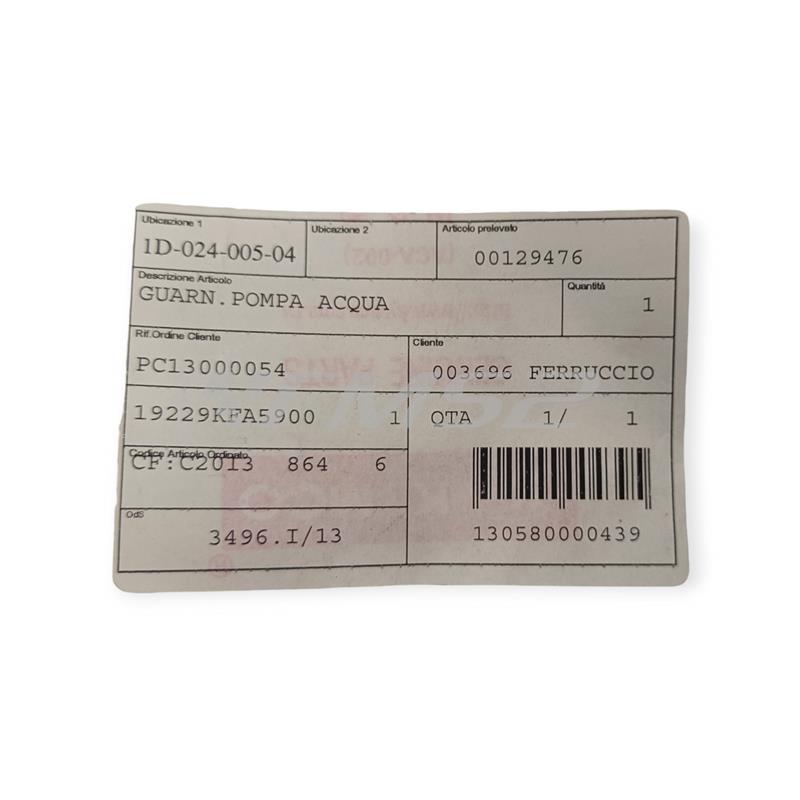 Ubicazione 1
1D-024-005-04
Ubicazione 2
Articolo prelevato
00129476
Descrizione Articolo
GUARN.POMPA ACQUA
Quantità
1
Rif.Ordine Cliente
PC13000054
Cliente
003696 FERRUCCIO
19229KFA5900 1
QTA 1/ 1
Codice Articolo Ordinato
CF:C2013 864 6
OdS
3496.I/13
130580000439